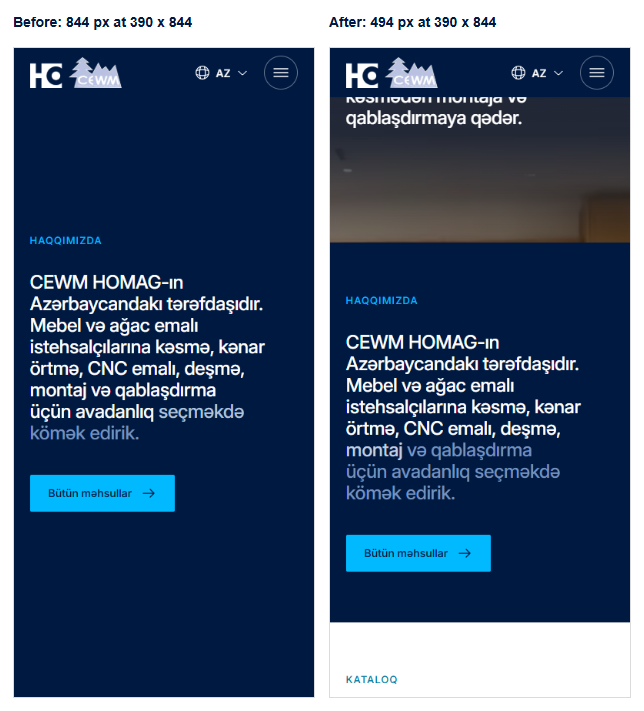 Before: 844 px at 390 x 844
HO CEWM
AZ
HAQQIMIZDA
CEWM HOMAG-ın
Azərbaycandakı tərəfdaşıdır.
Mebel və ağac emalı
istehsalçılarına kəsmə, kənar
örtmə, CNC emalı, deşmə,
montaj və qablaşdırma
üçün avadanlıq seçməkdə
kömək edirik.
Bütün məhsullar
After: 494 px at 390 x 844
HO CEWM
AZ
kəsmədən montaja və
qablaşdırmaya qədər.
HAQQIMIZDA
CEWM HOMAG-ın
Azərbaycandakı tərəfdaşıdır.
Mebel və ağac emalı
istehsalçılarına kəsmə, kənar
örtmə, CNC emalı, deşmə,
montaj və qablaşdırma
üçün avadanlıq seçməkdə
kömək edirik.
Bütün məhsullar
KATALOQ